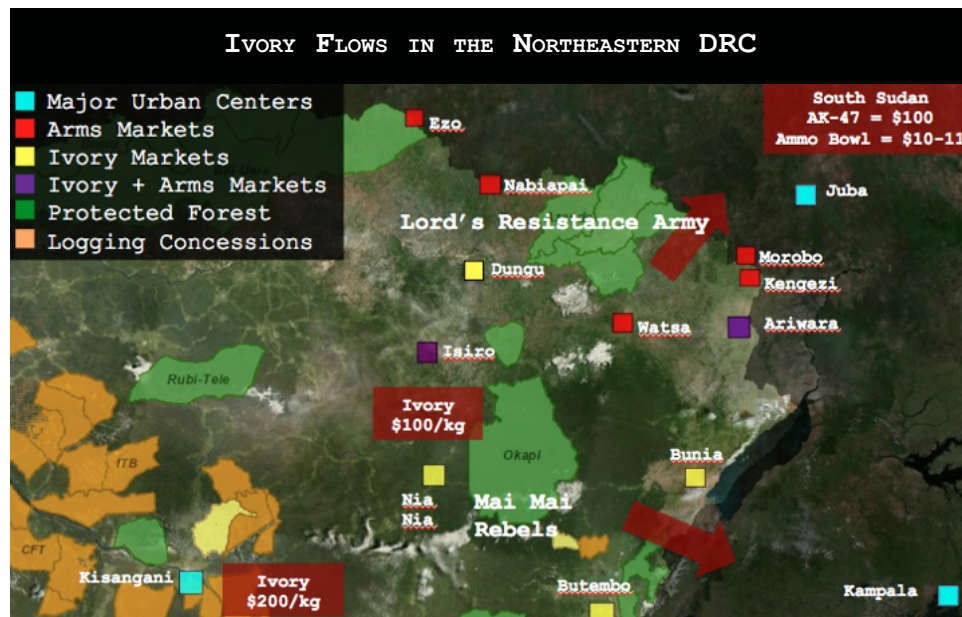 Ivory Flows in the Northeastern DRC
Major Urban Centers
Arms Markets
Ivory Markets
Ivory + Arms Markets
Protected Forest
Logging Concessions
South Sudan
AK-47 = $100
Ammo Bowl = $10-11
Ezo
Nabiapai
Juba
Lord's Resistance Army
Morobo
Dungu
Kengezi
Watsa
Ariwara
Isiro
Rubi-Tele
Ivory
$100/kg
Okapi
Bunia
ITB
Nia
Nia
Mai Mai
Rebels
CFT
Kisangani
Ivory
$200/kg
Butembo
Kampala